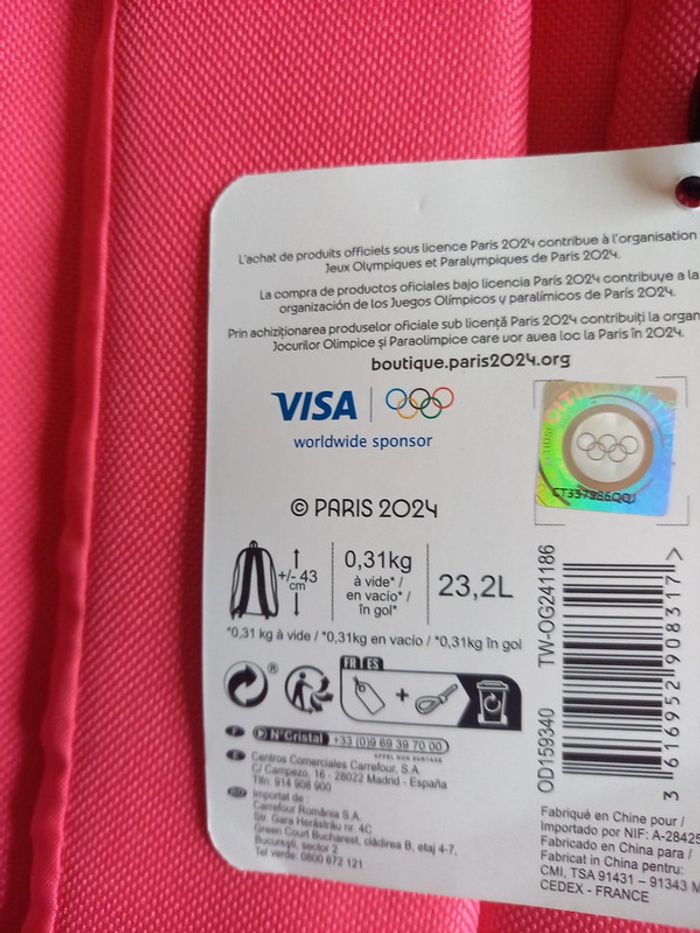 L'achat de produits officiels sous licence Paris 2024 contribue à l'organisation
Jeux Olympiques et Paralympiques de Paris 2024.
La compra de productos oficiales bajo licencia París 2024 contribuye a la
organización de los Juegos Olímpicos y paralímpicos de París 2024.
Prin achiziționarea produselor oficiale sub licență Paris 2024 contribuiți la organ
Jocurilor Olimpice și Paraolimpice care vor avea loc la Paris în 2024.
boutique.paris2024.org
VISA
worldwide sponsor
CT337986QQJ
© PARIS 2024
+/- 43
cm
0,31kg
à vide* /
en vacío* /
în gol*
23,2L
*0,31 kg à vide / *0,31kg en vacío / *0,31kg în gol
®
FR ES
+
F N°Cristal +33 (0)9 69 39 70 00
APPEL NON SURTAXÉ
E Centros Comerciales Carrefour, S.A.
C/ Campezo, 16 - 28022 Madrid - España
Tlfn: 914 908 900
RO Importat de :
Carrefour România S.A.
Str. Gara Herăstrău nr. 4C
Green Court Bucharest, clădirea B, etaj 4-7,
București, sector 2
Tel verde: 0800 672 121
OD159340 TW-OG241186
3 616952 908317 >
Fabriqué en Chine pour /
Importado por NIF: A-28425
Fabricado en China para /
Fabricat in China pentru:
CMI, TSA 91431 – 91343 M
CEDEX - FRANCE